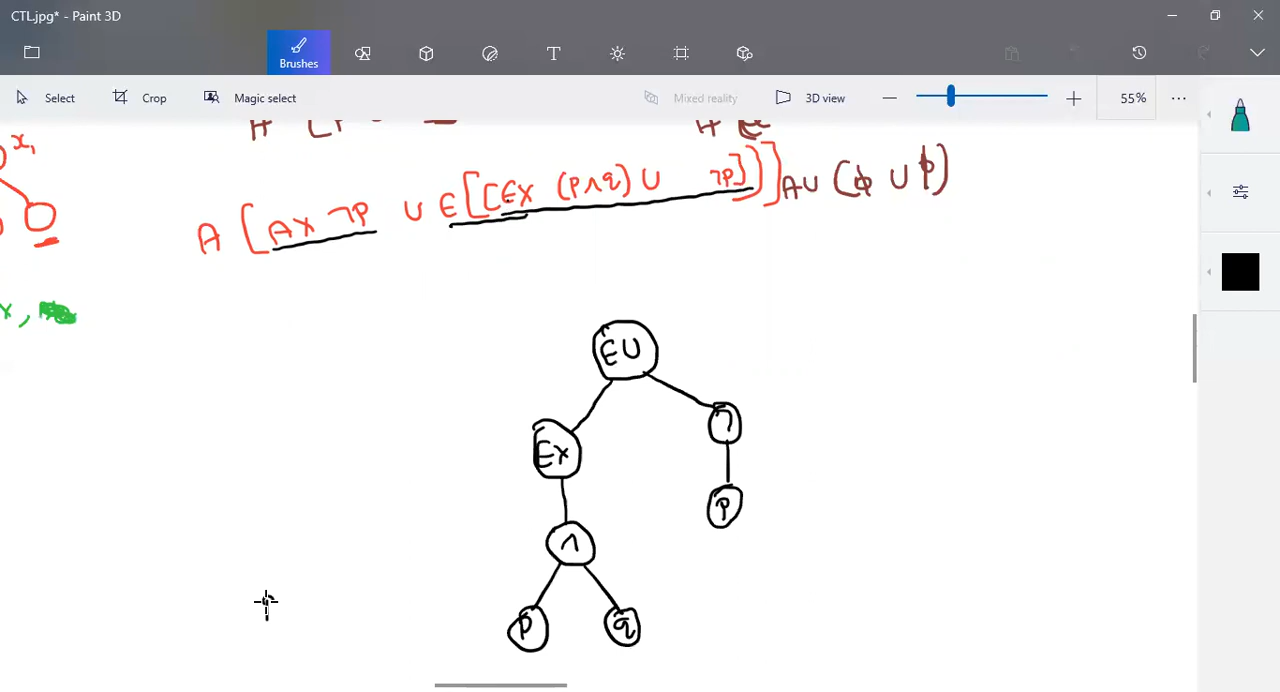 CTL.jpg* - Paint 3D
Brushes
Select Crop Magic select Mixed reality 3D view 55%
x₁
A [AX ¬P U E[[EX (P∧q) U ¬P]]] AU (ϕ U ϕ)
x,
EU
EX ¬
P
∧
P q